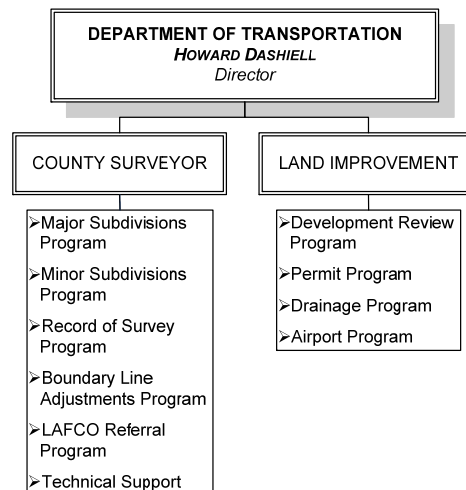 DEPARTMENT OF TRANSPORTATION
HOWARD DASHIELL
Director
COUNTY SURVEYOR
LAND IMPROVEMENT
➢Major Subdivisions
Program
➢Minor Subdivisions
Program
➢Record of Survey
Program
➢Boundary Line
Adjustments Program
➢LAFCO Referral
Program
➢Technical Support
➢Development Review
Program
➢Permit Program
➢Drainage Program
➢Airport Program